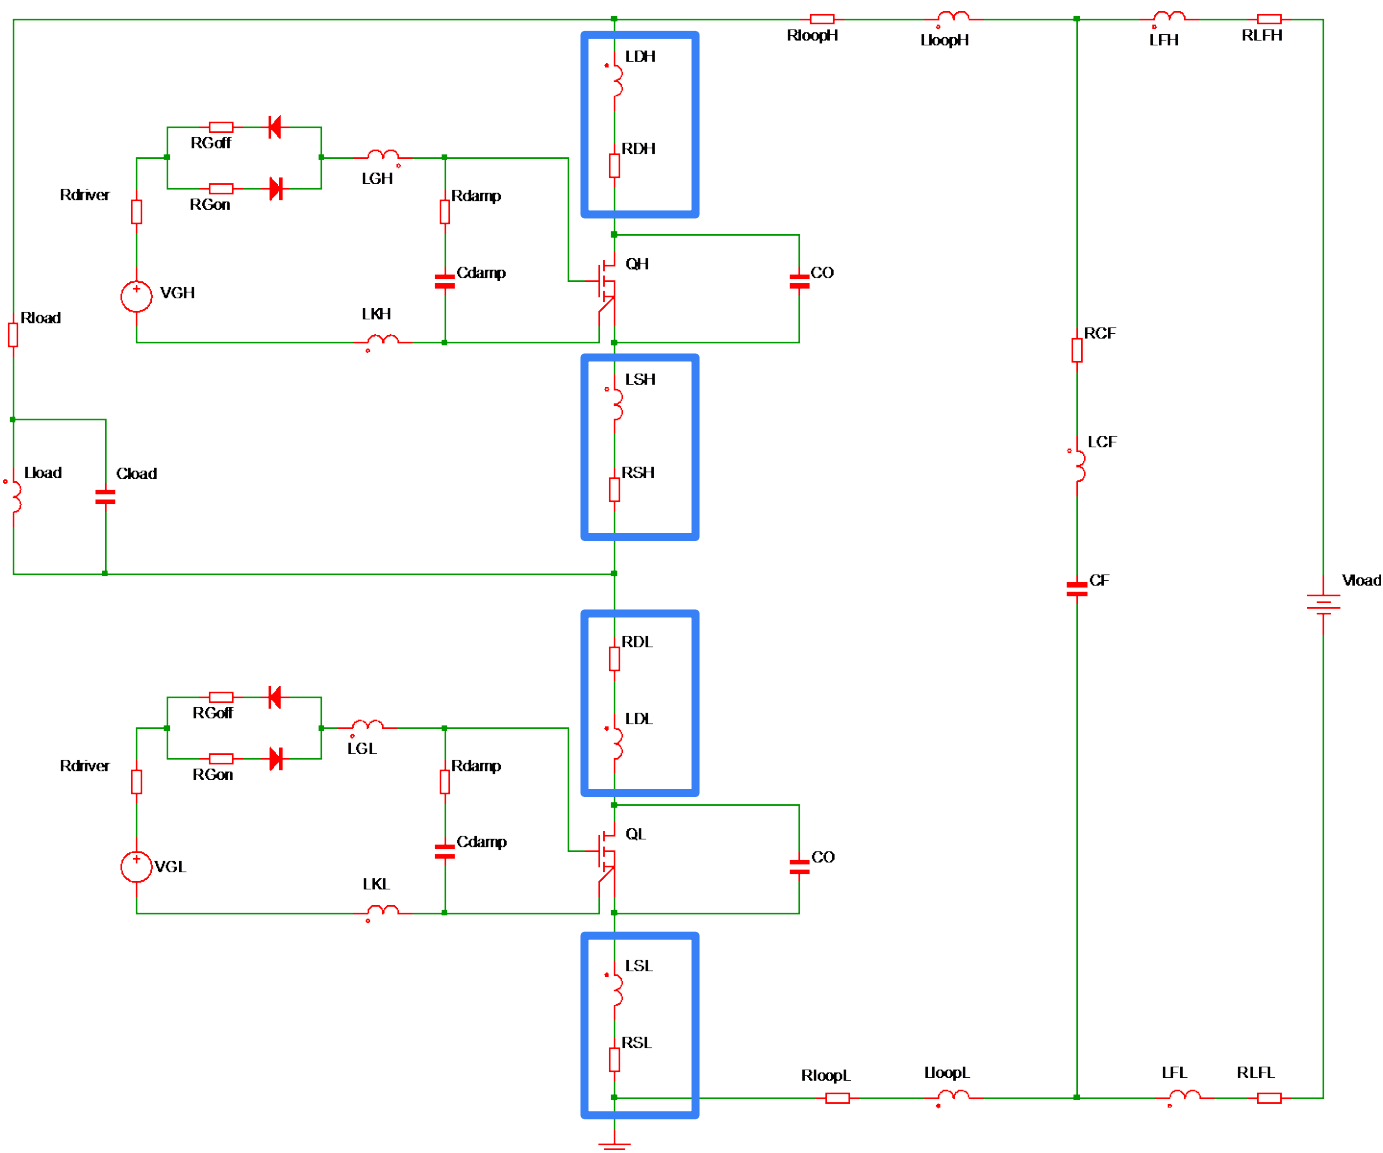 RloopH
LloopH
LFH
RLFH
LDH
RDH
RGoff
RGon
LGH
Rdriver
Rdamp
VGH
Cdamp
QH
CO
LKH
Rload
RCF
LSH
LCF
Lload
Cload
RSH
CF
Vload
RDL
LDL
RGoff
RGon
LGL
Rdriver
Rdamp
VGL
Cdamp
QL
CO
LKL
LSL
RSL
RloopL
LloopL
LFL
RLFL